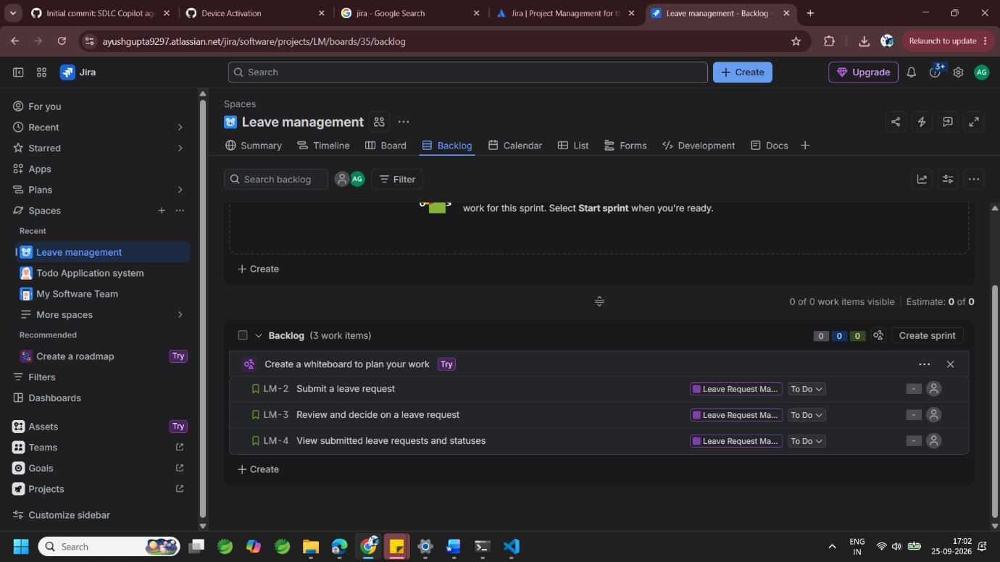 Initial commit: SDLC Copilot ag
Device Activation
jira - Google Search
Jira | Project Management for th
Leave management - Backlog -
ayushgupta9297.atlassian.net/jira/software/projects/LM/boards/35/backlog
Relaunch to update
Jira
Search
+ Create
Upgrade
3+
AG
For you
Recent
Starred
Apps
Plans
Spaces
Recent
Leave management
Todo Application system
My Software Team
More spaces
Recommended
Create a roadmap
Try
Filters
Dashboards
Assets
Try
Teams
Goals
Projects
Customize sidebar
Spaces
Leave management
Summary
Timeline
Board
Backlog
Calendar
List
Forms
Development
Docs
Search backlog
AG
Filter
work for this sprint. Select Start sprint when you're ready.
+ Create
0 of 0 work items visible
Estimate: 0 of 0
Backlog (3 work items)
0 0 0
Create sprint
Create a whiteboard to plan your work Try
LM-2 Submit a leave request Leave Request Ma... To Do -
LM-3 Review and decide on a leave request Leave Request Ma... To Do -
LM-4 View submitted leave requests and statuses Leave Request Ma... To Do -
+ Create
Search
ENG
IN
17:02
25-09-2026